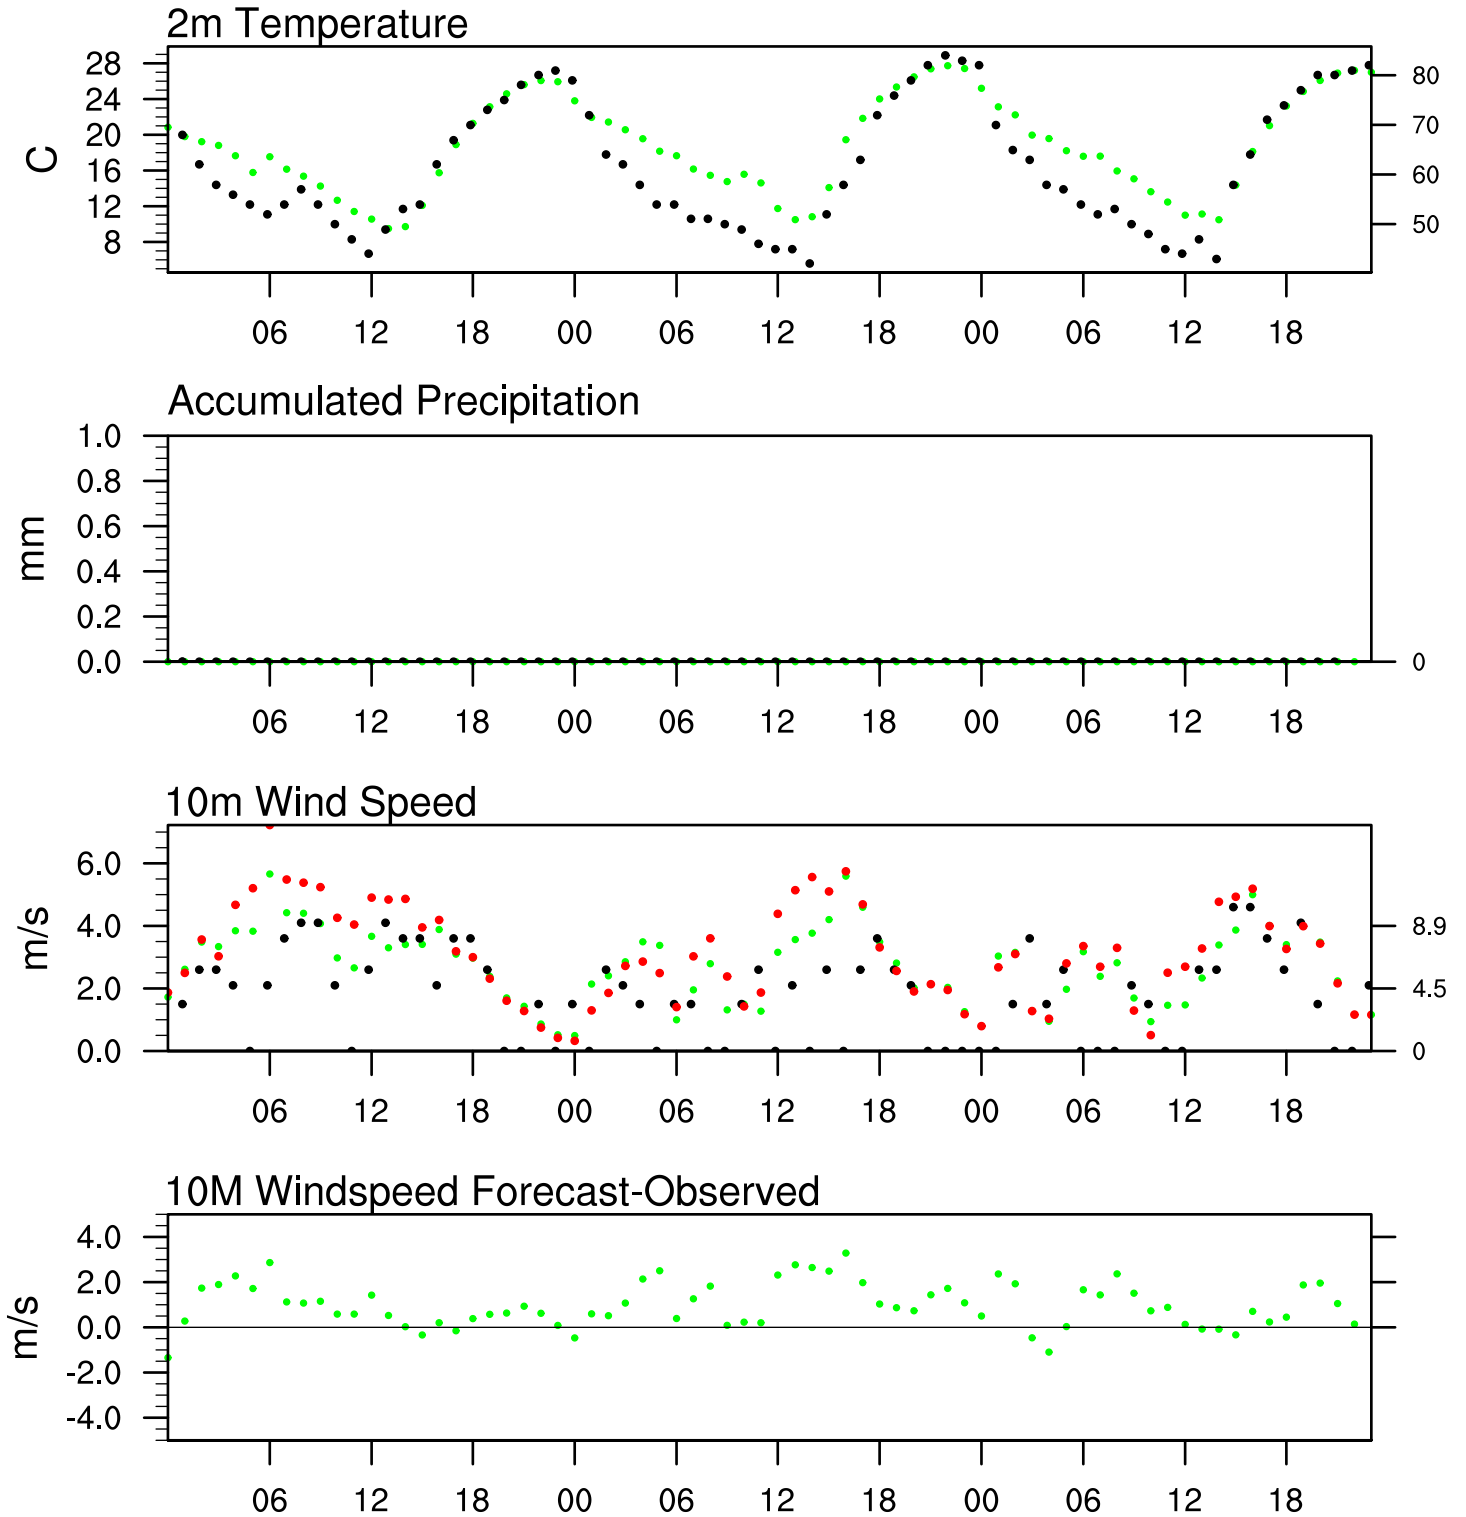 2m Temperature
28
24
20
16
12
8
C
80
70
60
50
06 12 18 00 06 12 18 00 06 12 18
Accumulated Precipitation
1.0
0.8
0.6
0.4
0.2
0.0
mm
0
06 12 18 00 06 12 18 00 06 12 18
10m Wind Speed
6.0
4.0
2.0
0.0
m/s
8.9
4.5
0
06 12 18 00 06 12 18 00 06 12 18
10M Windspeed Forecast-Observed
4.0
2.0
0.0
-2.0
-4.0
m/s
06 12 18 00 06 12 18 00 06 12 18